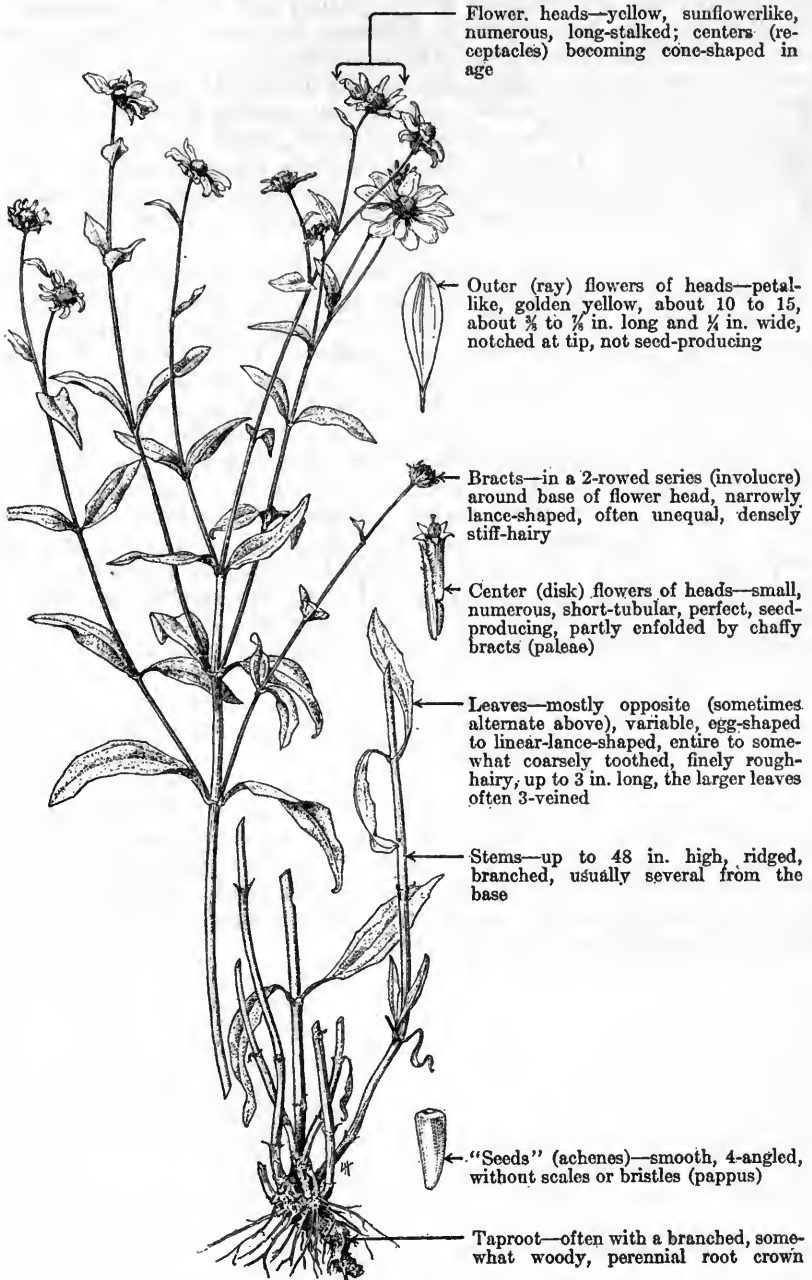 Flower. heads—yellow, sunflowerlike,
numerous, long-stalked; centers (re-
ceptacles) becoming cone-shaped in
age
Outer (ray) flowers of heads—petal-
like, golden yellow, about 10 to 15,
about ⅜ to ⅞ in. long and ¼ in. wide,
notched at tip, not seed-producing
Bracts—in a 2-rowed series (involucre)
around base of flower head, narrowly
lance-shaped, often unequal, densely
stiff-hairy
Center (disk) flowers of heads—small,
numerous, short-tubular, perfect, seed-
producing, partly enfolded by chaffy
bracts (paleae)
Leaves—mostly opposite (sometimes
alternate above), variable, egg-shaped
to linear-lance-shaped, entire to some-
what coarsely toothed, finely rough-
hairy, up to 3 in. long, the larger leaves
often 3-veined
Stems—up to 48 in. high, ridged,
branched, usually several from the
base
"Seeds" (achenes)—smooth, 4-angled,
without scales or bristles (pappus)
Taproot—often with a branched, some-
what woody, perennial root crown